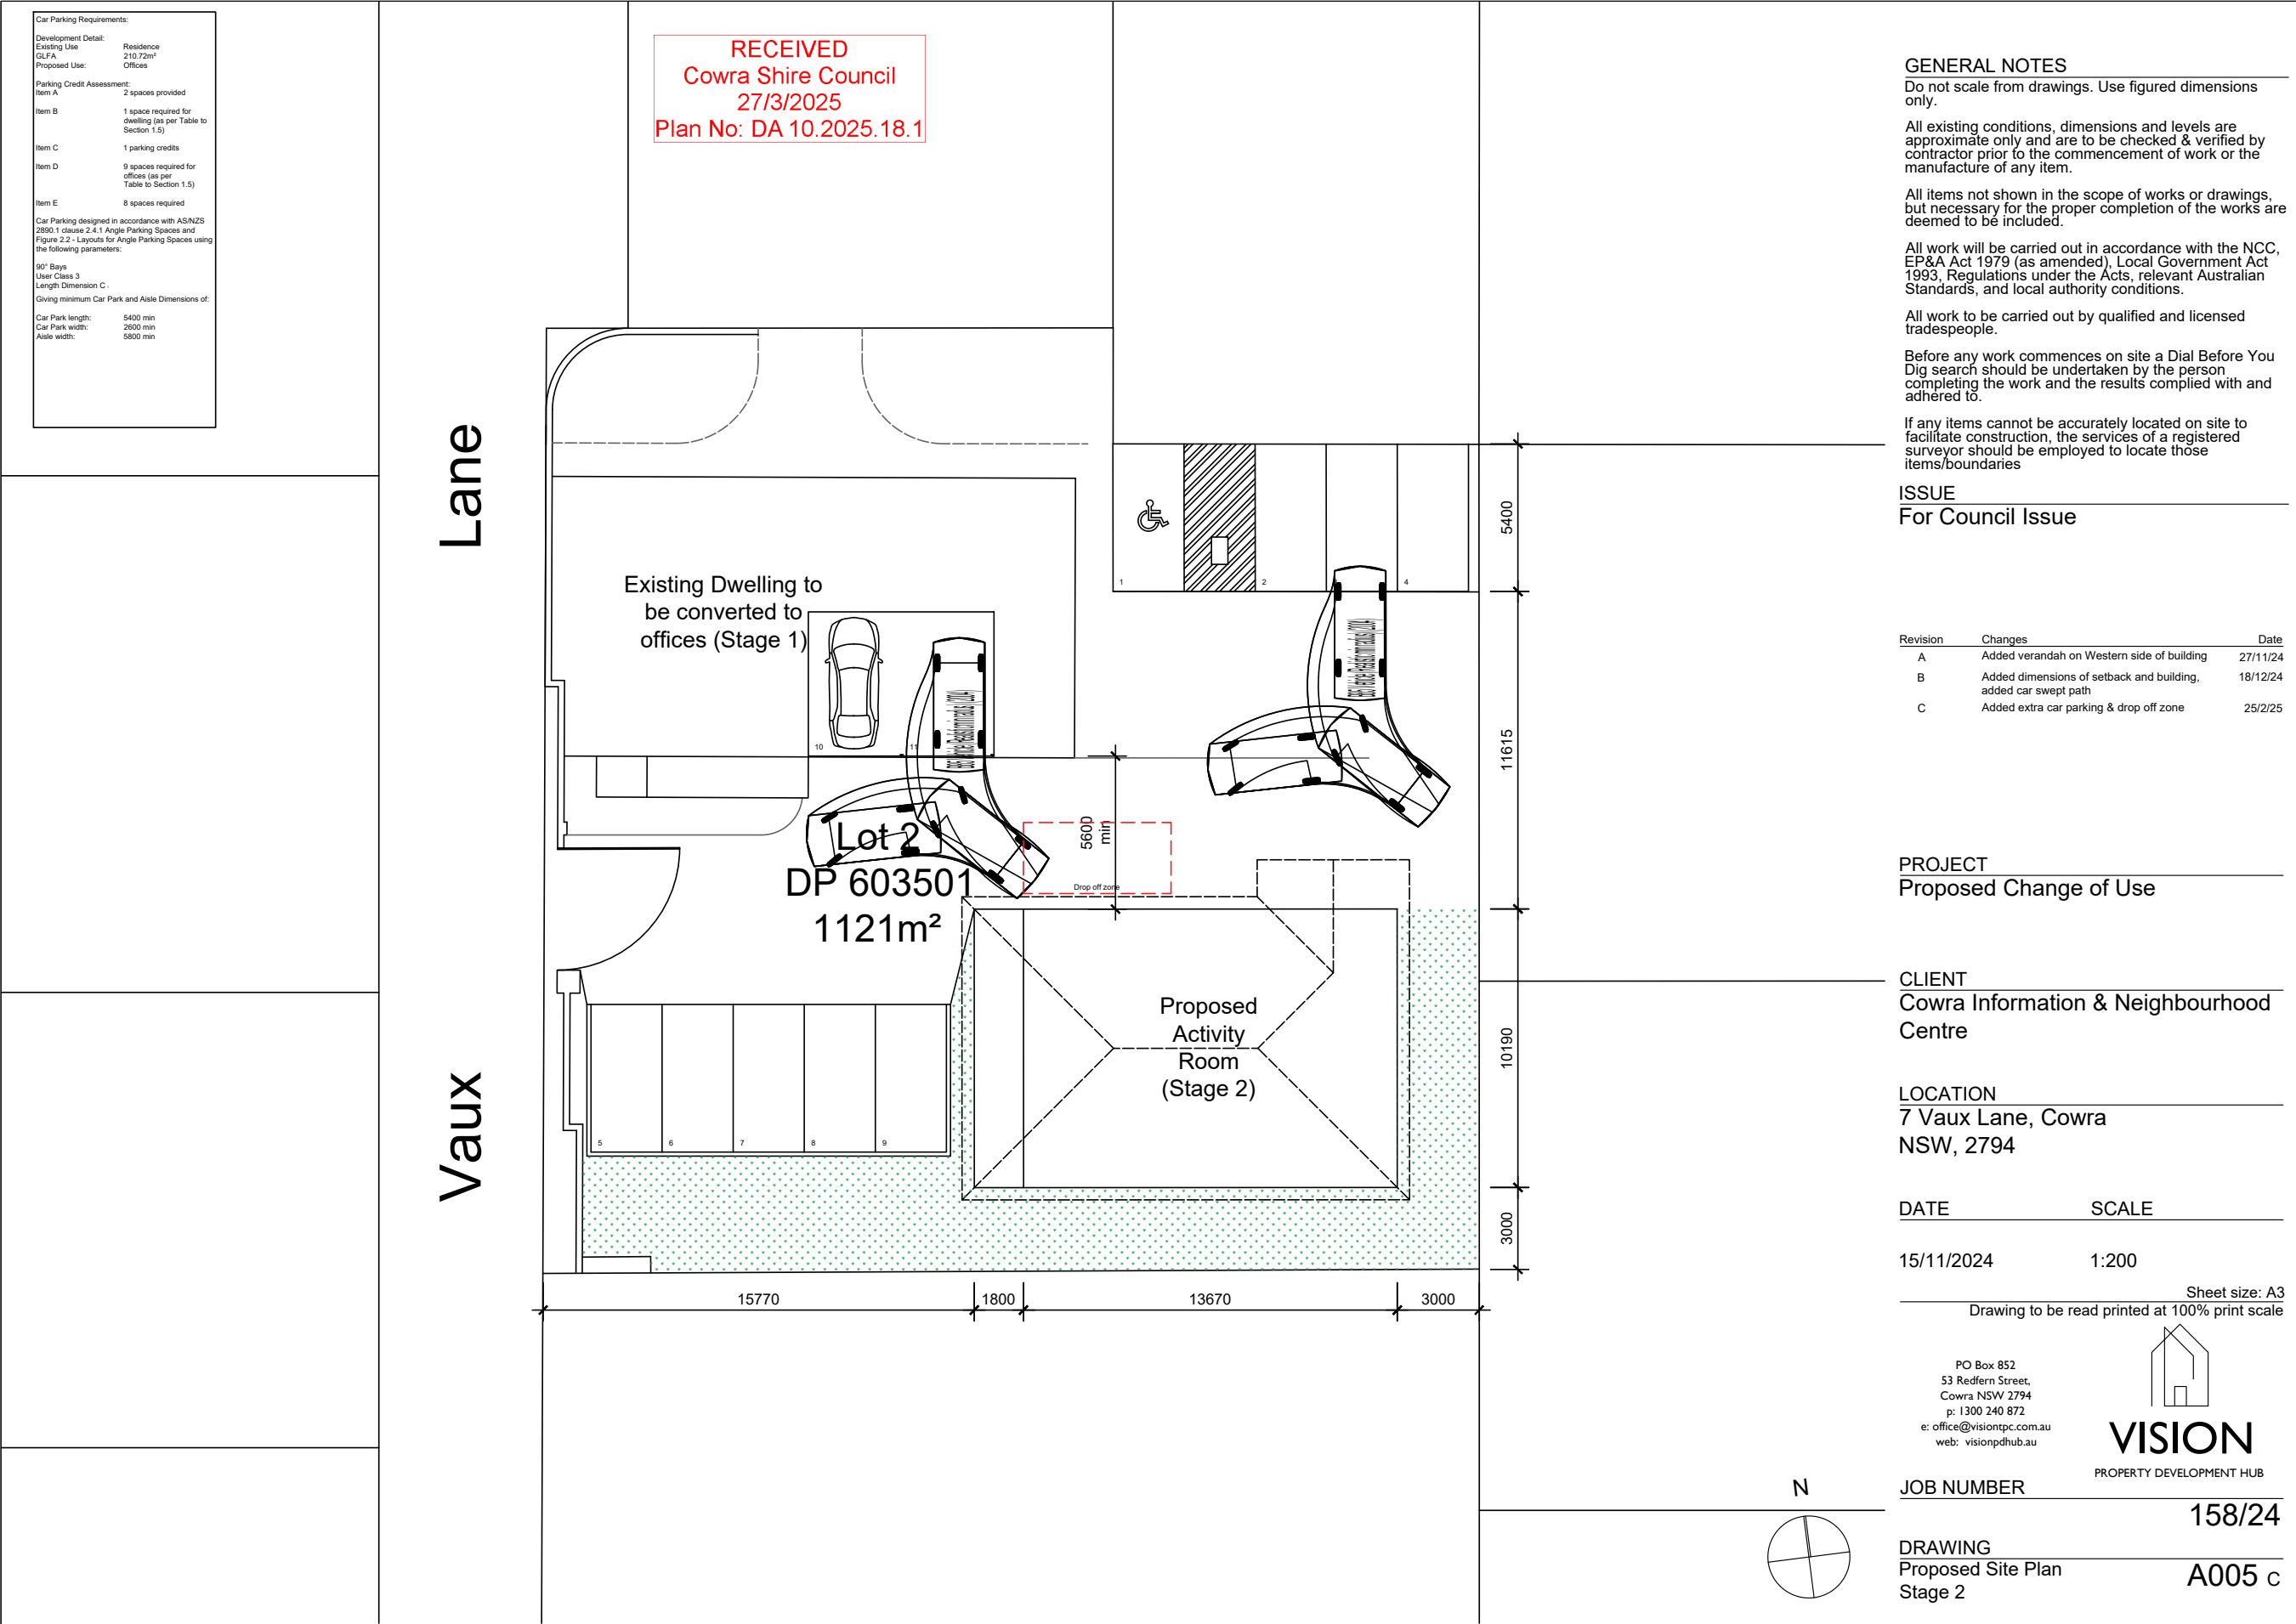 Car Parking Requirements:
Development Detail:
Existing Use Residence
GLFA 210.72m²
Proposed Use: Offices
Parking Credit Assessment:
Item A 2 spaces provided
Item B 1 space required for
dwelling (as per Table to
Section 1.5)
Item C 1 parking credits
Item D 9 spaces required for
offices (as per
Table to Section 1.5)
Item E 8 spaces required
Car Parking designed in accordance with AS/NZS
2890.1 clause 2.4.1 Angle Parking Spaces and
Figure 2.2 - Layouts for Angle Parking Spaces using
the following parameters:
90° Bays
User Class 3
Length Dimension C -
Giving minimum Car Park and Aisle Dimensions of:
Car Park length: 5400 min
Car Park width: 2600 min
Aisle width: 5800 min
RECEIVED
Cowra Shire Council
27/3/2025
Plan No: DA 10.2025.18.1
Vaux Lane
Existing Dwelling to
be converted to
offices (Stage 1)
1
2
4
10
11
5400
11615
5600
min
Drop off zone
Lot 2
DP 603501
1121m²
Proposed
Activity
Room
(Stage 2)
5
6
7
8
9
10190
3000
15770
1800
13670
3000
N
GENERAL NOTES
Do not scale from drawings. Use figured dimensions
only.
All existing conditions, dimensions and levels are
approximate only and are to be checked & verified by
contractor prior to the commencement of work or the
manufacture of any item.
All items not shown in the scope of works or drawings,
but necessary for the proper completion of the works are
deemed to be included.
All work will be carried out in accordance with the NCC,
EP&A Act 1979 (as amended), Local Government Act
1993, Regulations under the Acts, relevant Australian
Standards, and local authority conditions.
All work to be carried out by qualified and licensed
tradespeople.
Before any work commences on site a Dial Before You
Dig search should be undertaken by the person
completing the work and the results complied with and
adhered to.
If any items cannot be accurately located on site to
facilitate construction, the services of a registered
surveyor should be employed to locate those
items/boundaries
ISSUE
For Council Issue
Revision Changes Date
A Added verandah on Western side of building 27/11/24
B Added dimensions of setback and building, 18/12/24
added car swept path
C Added extra car parking & drop off zone 25/2/25
PROJECT
Proposed Change of Use
CLIENT
Cowra Information & Neighbourhood
Centre
LOCATION
7 Vaux Lane, Cowra
NSW, 2794
DATE SCALE
15/11/2024 1:200
Sheet size: A3
Drawing to be read printed at 100% print scale
PO Box 852
53 Redfern Street,
Cowra NSW 2794
p: 1300 240 872
e: office@visiontpc.com.au
web: visionpdhub.au
VISION
PROPERTY DEVELOPMENT HUB
JOB NUMBER
158/24
DRAWING
Proposed Site Plan
Stage 2
A005 C